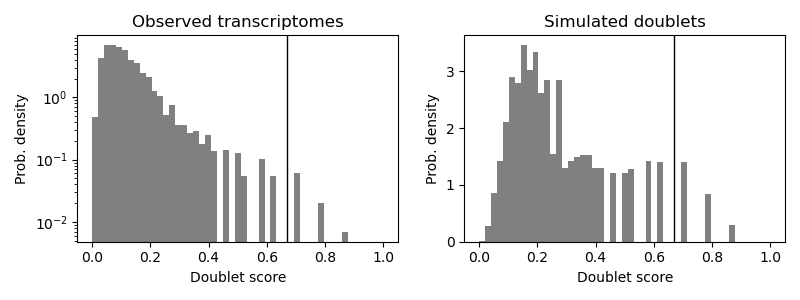 Observed transcriptomes
Prob. density
10⁰
10⁻¹
10⁻²
0.0 0.2 0.4 0.6 0.8 1.0
Doublet score
Simulated doublets
Prob. density
3
2
1
0
0.0 0.2 0.4 0.6 0.8 1.0
Doublet score